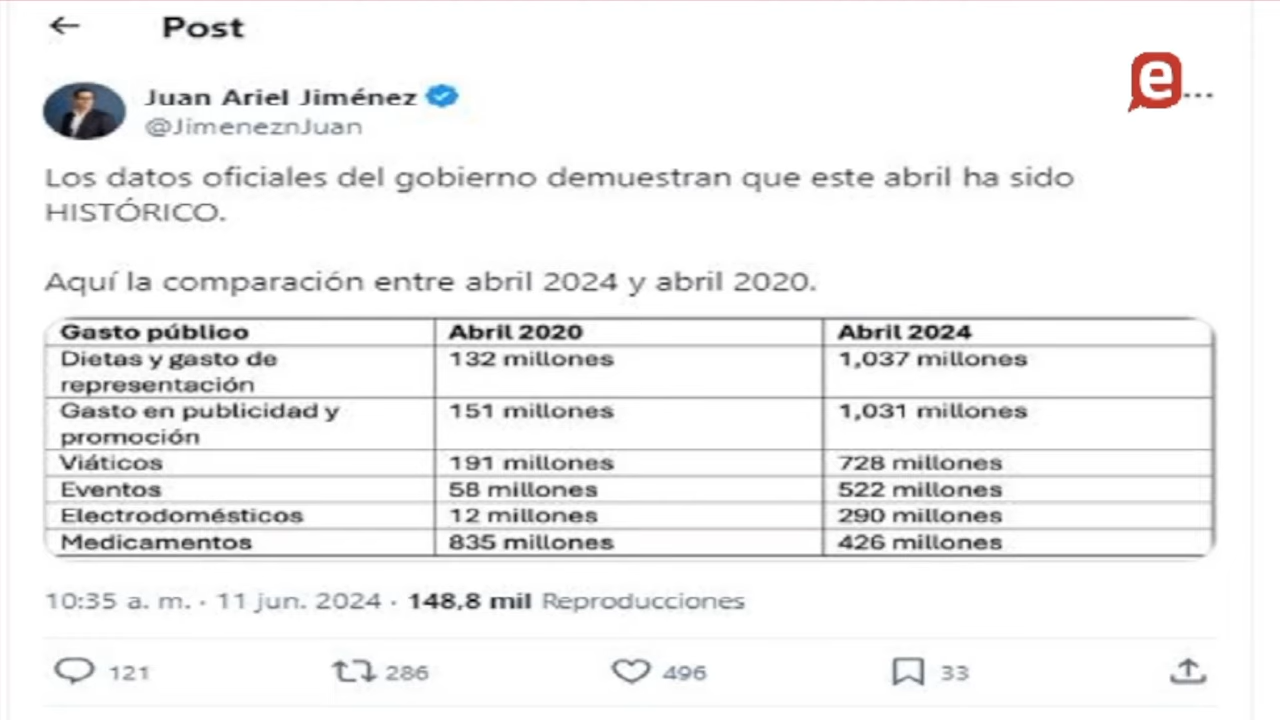 Post
Juan Ariel Jiménez
@JimeneznJuan
e
Los datos oficiales del gobierno demuestran que este abril ha sido
HISTÓRICO.
Aquí la comparación entre abril 2024 y abril 2020.
Gasto público Abril 2020 Abril 2024
Dietas y gasto de 132 millones 1,037 millones
representación
Gasto en publicidad y 151 millones 1,031 millones
promoción
Viáticos 191 millones 728 millones
Eventos 58 millones 522 millones
Electrodomésticos 12 millones 290 millones
Medicamentos 835 millones 426 millones
10:35 a. m. · 11 jun. 2024 · 148,8 mil Reproducciones
121 286 496 33